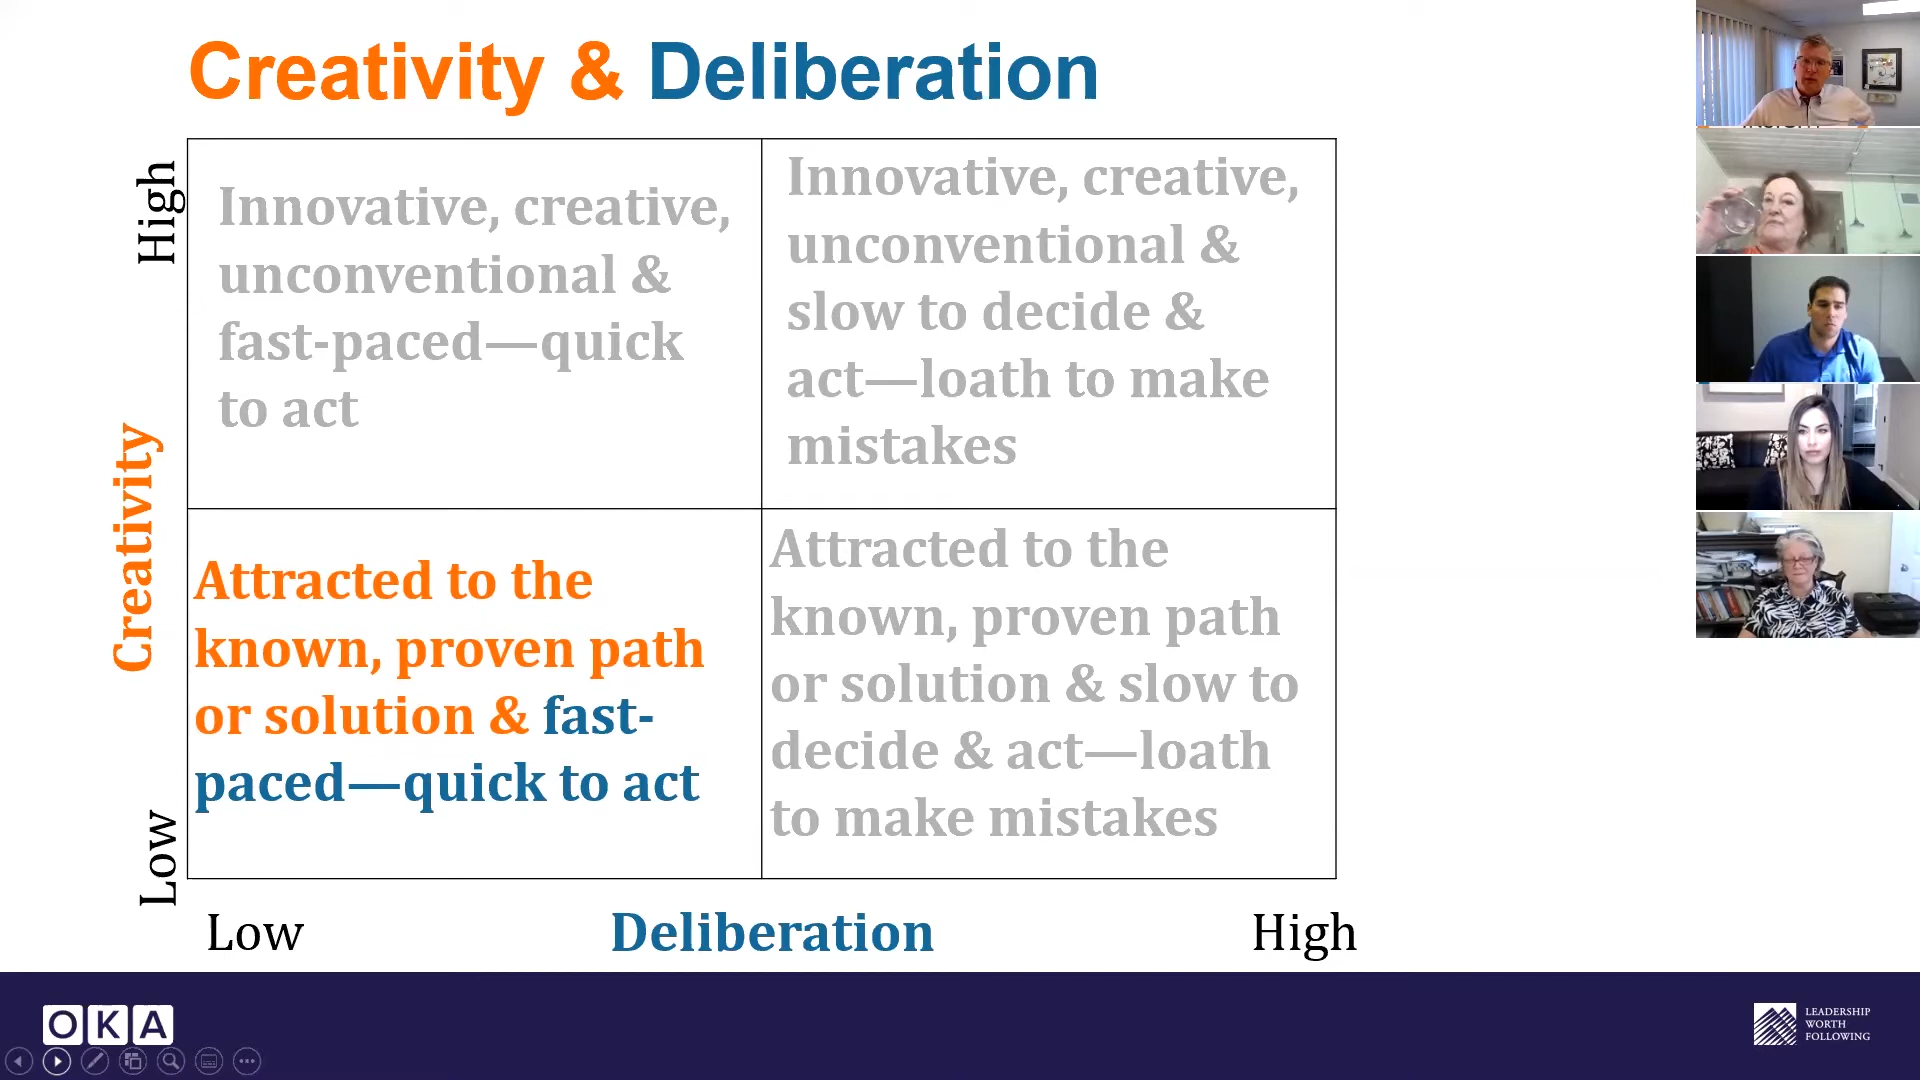 Creativity & Deliberation
High
Innovative, creative,
unconventional &
fast-paced—quick
to act
Innovative, creative,
unconventional &
slow to decide &
act—loath to make
mistakes
Creativity
Attracted to the
known, proven path
or solution & fast-
paced—quick to act
Attracted to the
known, proven path
or solution & slow to
decide & act—loath
to make mistakes
Low
Low
Deliberation
High
OKA
LEADERSHIP
WORTH
FOLLOWING